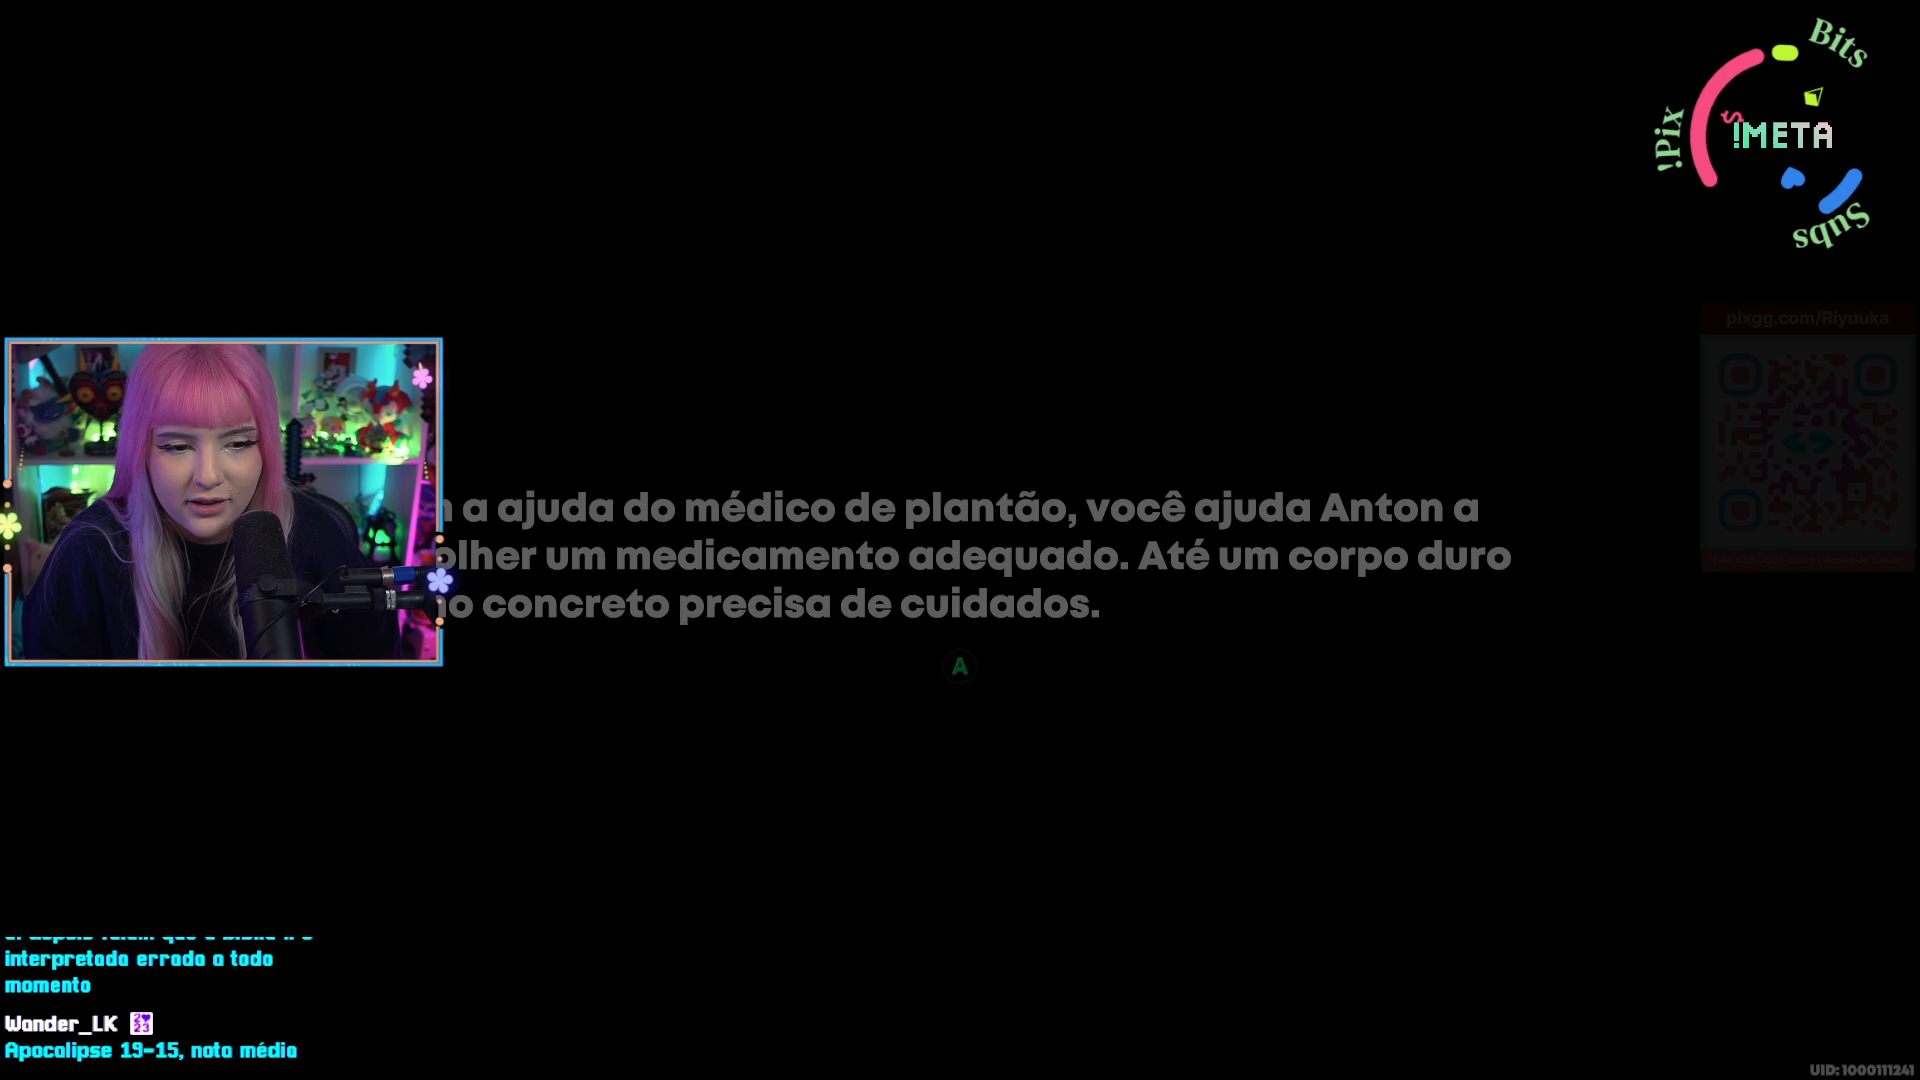 Bits
!Pix
!META
Subs
pixgg.com/Riyuuka
a ajuda do médico de plantão, você ajuda Anton a
olher um medicamento adequado. Até um corpo duro
o concreto precisa de cuidados.
A
interpretada errada a todo
momento
Wander_LK
Apocalipse 19-15, nota média
UID: 1000111241